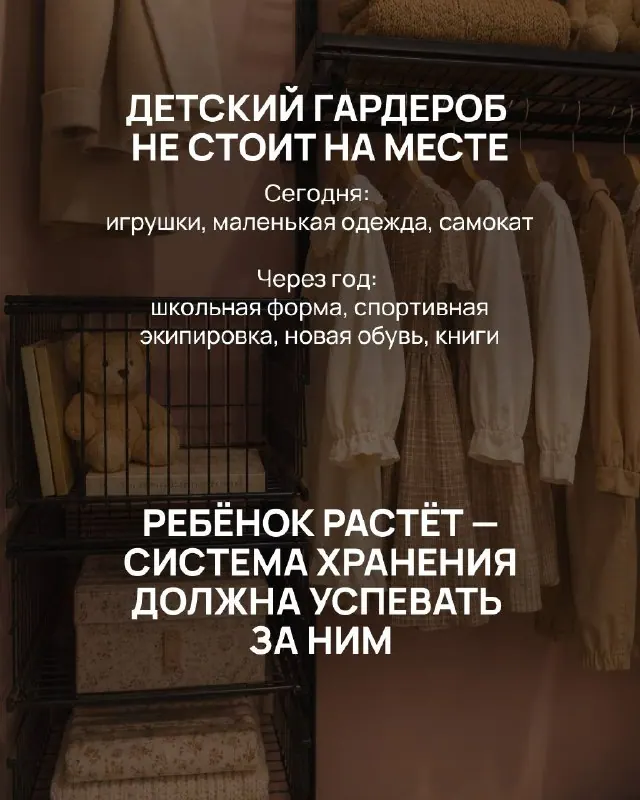 ДЕТСКИЙ ГАРДЕРОБ
НЕ СТОИТ НА МЕСТЕ
Сегодня:
игрушки, маленькая одежда, самокат
Через год:
школьная форма, спортивная
экипировка, новая обувь, книги
РЕБЁНОК РАСТЁТ —
СИСТЕМА ХРАНЕНИЯ
ДОЛЖНА УСПЕВАТЬ
ЗА НИМ